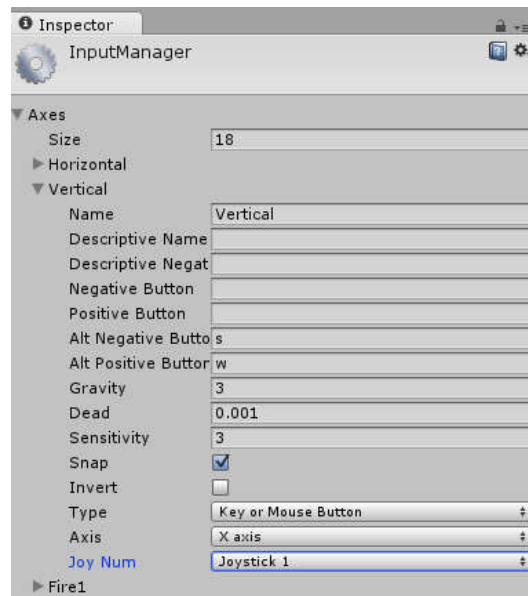 Inspector
InputManager
Axes
Size 18
Horizontal
Vertical
Name Vertical
Descriptive Name
Descriptive Negat
Negative Button
Positive Button
Alt Negative Butto s
Alt Positive Buttor w
Gravity 3
Dead 0.001
Sensitivity 3
Snap
Invert
Type Key or Mouse Button
Axis X axis
Joy Num Joystick 1
Fire1